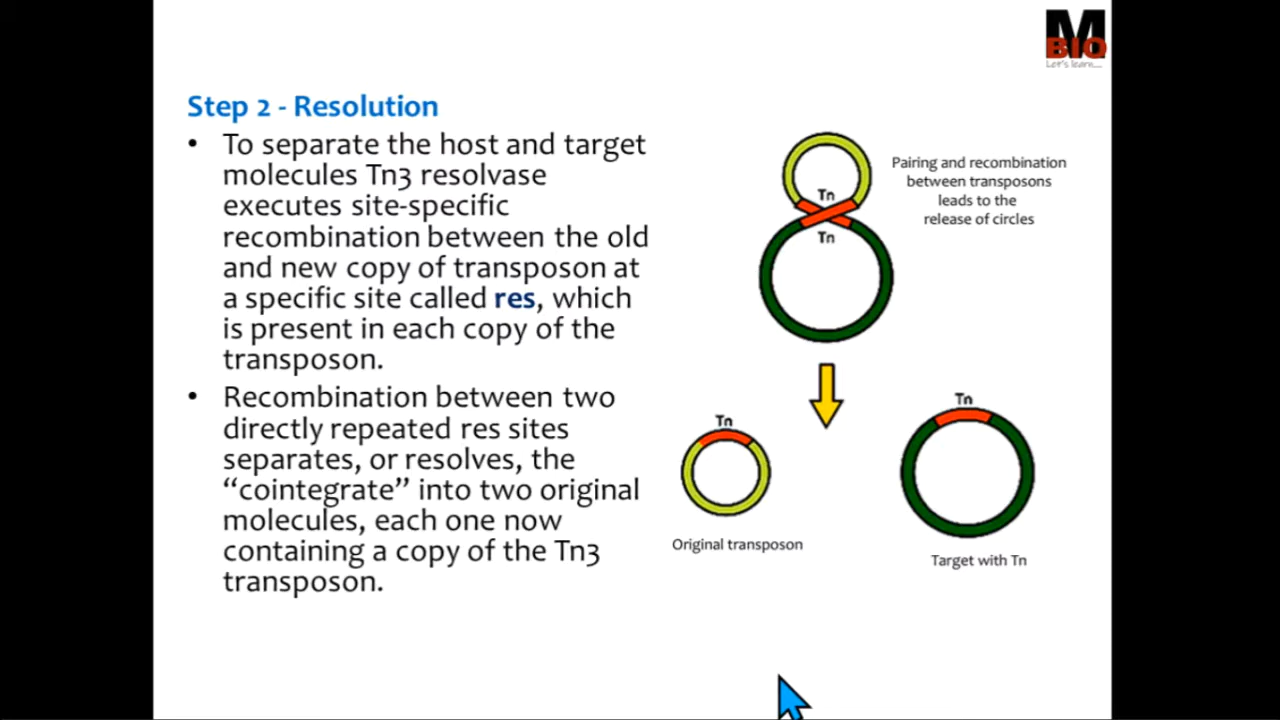 M
BIO
Let's learn....
Step 2 - Resolution
• To separate the host and target
molecules Tn3 resolvase
executes site-specific
recombination between the old
and new copy of transposon at
a specific site called res, which
is present in each copy of the
transposon.
• Recombination between two
directly repeated res sites
separates, or resolves, the
“cointegrate” into two original
molecules, each one now
containing a copy of the Tn3
transposon.
Tn
Tn
Pairing and recombination
between transposons
leads to the
release of circles
Tn
Original transposon
Tn
Target with Tn